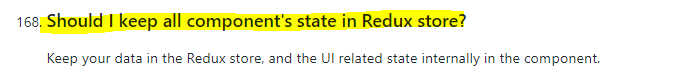 168. Should I keep all component's state in Redux store?
Keep your data in the Redux store, and the UI related state internally in the component.